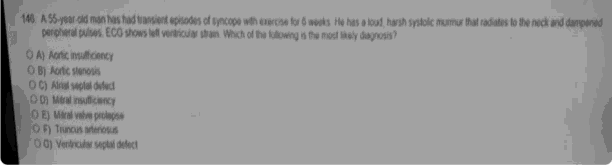 146. A 55-year-old man has had transient episodes of syncope with exercise for 6 weeks. He has a loud, harsh systolic murmur that radiates to the neck and dampened
peripheral pulses. ECG shows left ventricular strain. Which of the following is the most likely diagnosis?
A) Aortic insufficiency
B) Aortic stenosis
C) Atrial septal defect
D) Mitral insufficiency
E) Mitral valve prolapse
F) Truncus arteriosus
G) Ventricular septal defect